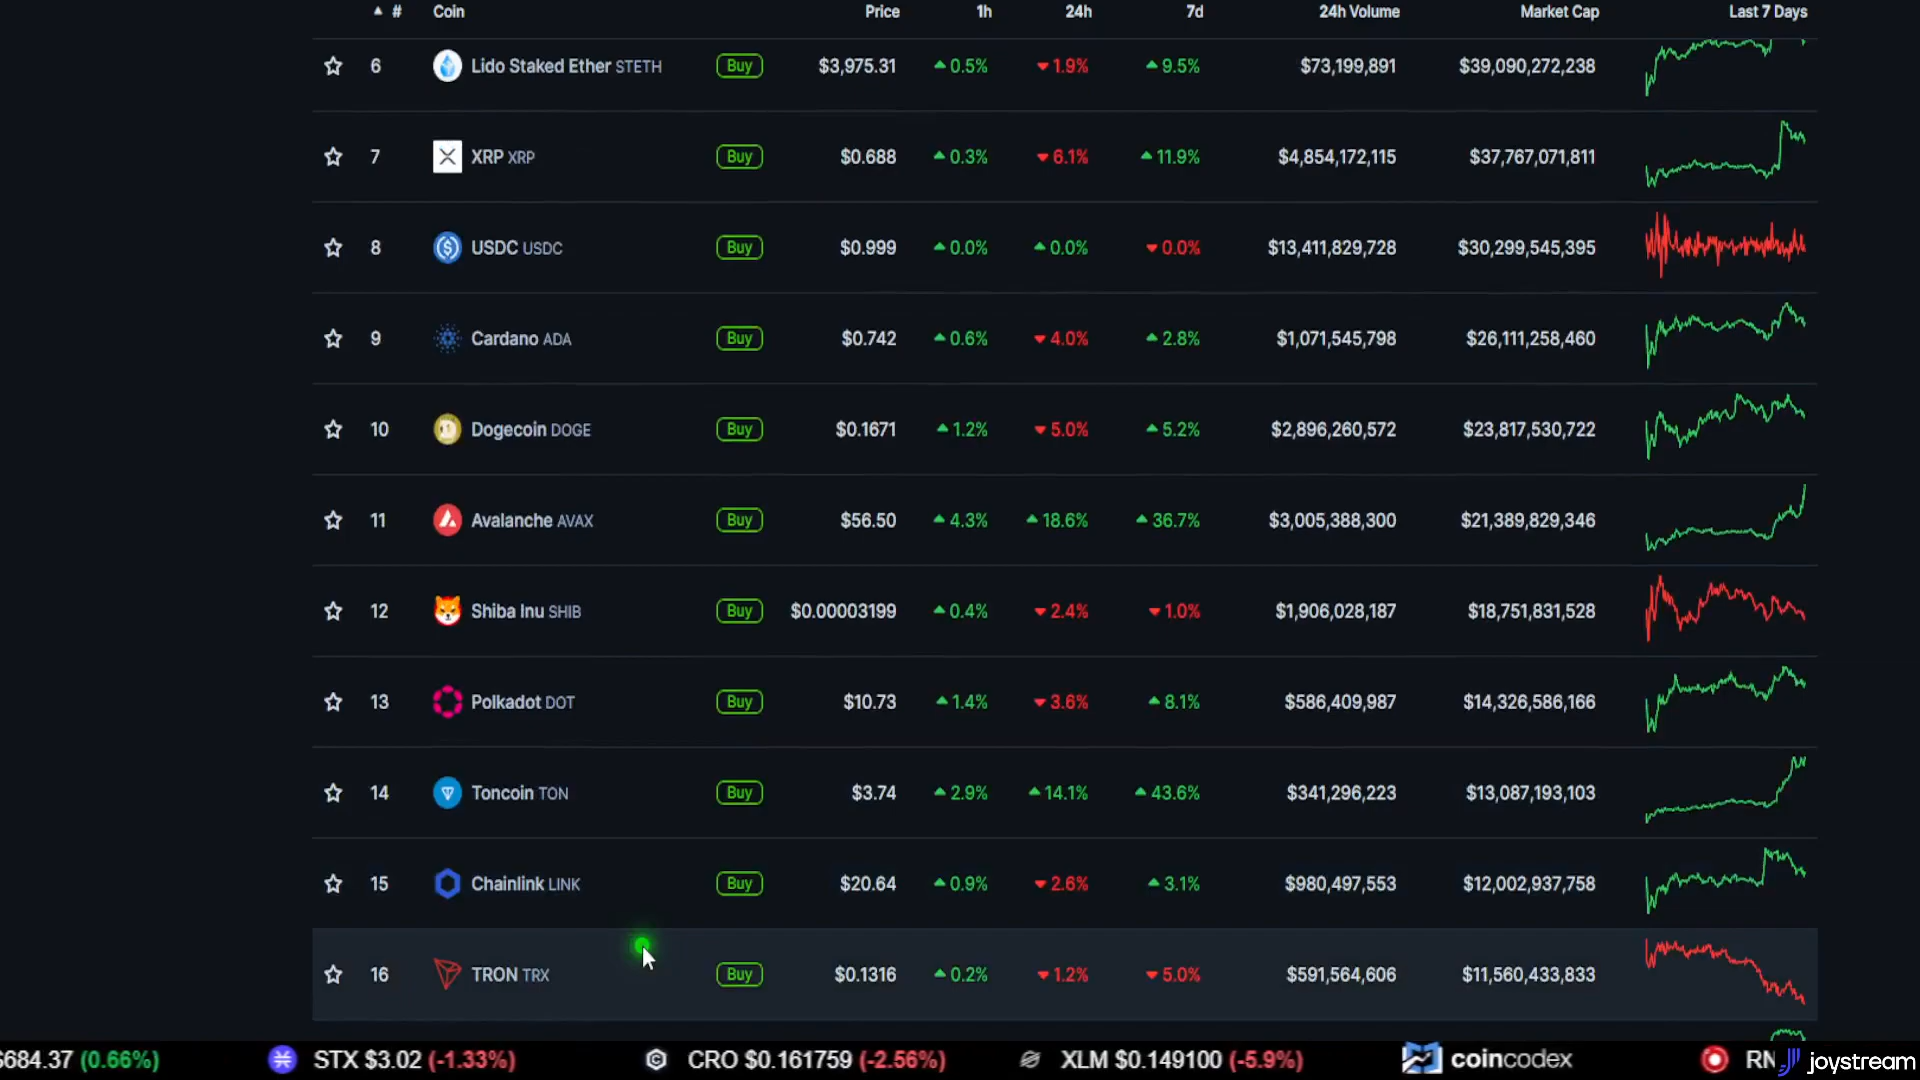 # Coin Price 1h 24h 7d 24h Volume Market Cap Last 7 Days
6 Lido Staked Ether STETH Buy $3,975.31 0.5% 1.9% 9.5% $73,199,891 $39,090,272,238
7 XRP XRP Buy $0.688 0.3% 6.1% 11.9% $4,854,172,115 $37,767,071,811
8 USDC USDC Buy $0.999 0.0% 0.0% 0.0% $13,411,829,728 $30,299,545,395
9 Cardano ADA Buy $0.742 0.6% 4.0% 2.8% $1,071,545,798 $26,111,258,460
10 Dogecoin DOGE Buy $0.1671 1.2% 5.0% 5.2% $2,896,260,572 $23,817,530,722
11 Avalanche AVAX Buy $56.50 4.3% 18.6% 36.7% $3,005,388,300 $21,389,829,346
12 Shiba Inu SHIB Buy $0.00003199 0.4% 2.4% 1.0% $1,906,028,187 $18,751,831,528
13 Polkadot DOT Buy $10.73 1.4% 3.6% 8.1% $586,409,987 $14,326,586,166
14 Toncoin TON Buy $3.74 2.9% 14.1% 43.6% $341,296,223 $13,087,193,103
15 Chainlink LINK Buy $20.64 0.9% 2.6% 3.1% $980,497,553 $12,002,937,758
16 TRON TRX Buy $0.1316 0.2% 1.2% 5.0% $591,564,606 $11,560,433,833
$684.37 (0.66%) STX $3.02 (-1.33%) CRO $0.161759 (-2.56%) XLM $0.149100 (-5.9%) coincodex RN joystream